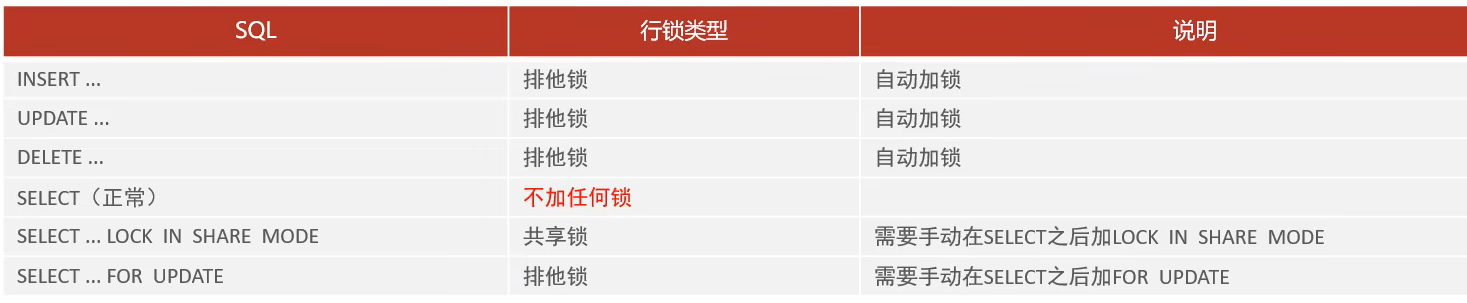 SQL 行锁类型 说明
INSERT ... 排他锁 自动加锁
UPDATE ... 排他锁 自动加锁
DELETE ... 排他锁 自动加锁
SELECT（正常） 不加任何锁
SELECT ... LOCK IN SHARE MODE 共享锁 需要手动在SELECT之后加LOCK IN SHARE MODE
SELECT ... FOR UPDATE 排他锁 需要手动在SELECT之后加FOR UPDATE